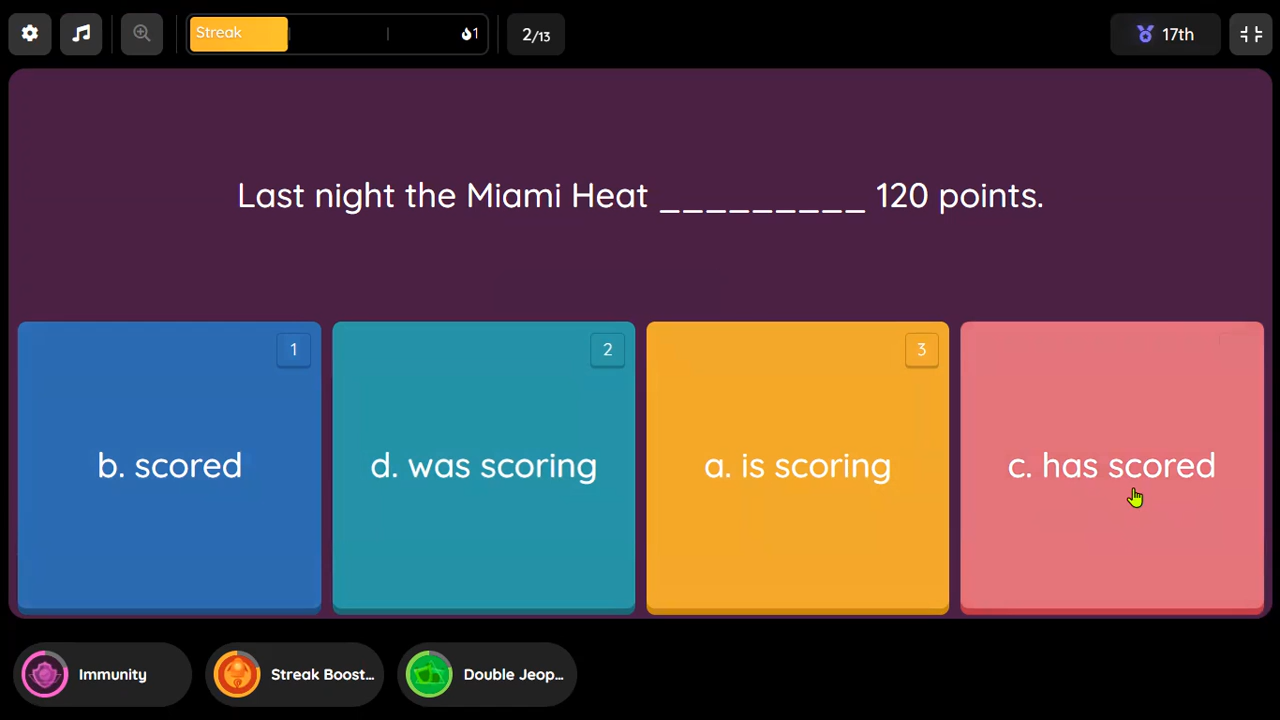 Streak
1
2/13
17th
Last night the Miami Heat _________ 120 points.
1
2
3
b. scored
d. was scoring
a. is scoring
c. has scored
Immunity
Streak Boost...
Double Jeop...